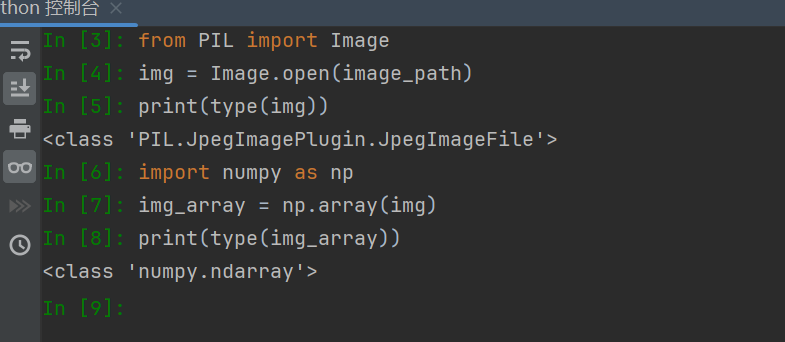 thon 控制台
In [3]: from PIL import Image
In [4]: img = Image.open(image_path)
In [5]: print(type(img))
<class 'PIL.JpegImagePlugin.JpegImageFile'>
In [6]: import numpy as np
In [7]: img_array = np.array(img)
In [8]: print(type(img_array))
<class 'numpy.ndarray'>
In [9]: